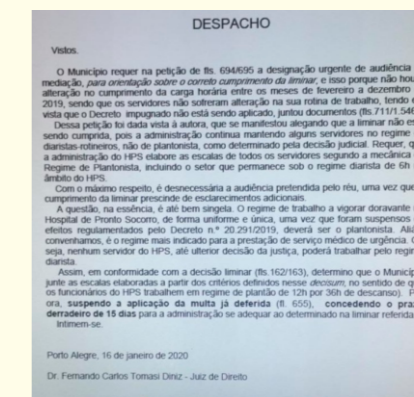 DESPACHO
Vistos.
O Município requer na petição de fls. 694/695 a designação urgente de audiência
mediação, para orientação sobre o correto cumprimento da liminar, e isso porque não hou
alteração no cumprimento da carga horária entre os meses de fevereiro a dezembro
2019, sendo que os servidores não sofreram alteração na sua rotina de trabalho, tendo
vista que o Decreto impugnado não está sendo aplicado, juntou documentos (fls.711/1.546
Dessa petição foi dada vista à autora, que se manifestou alegando que a liminar não es
sendo cumprida, pois a administração continua mantendo alguns servidores no regime
diaristas-rotineiros, não de plantonista, como determinado pela decisão judicial. Requer, q
a administração do HPS elabore as escalas de todos os servidores segundo a mecânica
Regime de Plantonista, incluindo o setor que permanece sob o regime diarista de 6h
âmbito do HPS.
Com o máximo respeito, é desnecessária a audiência pretendida pelo réu, uma vez que
cumprimento da liminar prescinde de esclarecimentos adicionais.
A questão, na essência, é até bem singela. O regime de trabalho a vigorar doravante
Hospital de Pronto Socorro, de forma uniforme e única, uma vez que foram suspensos
efeitos regulamentados pelo Decreto n.º 20.291/2019, deverá ser o plantonista. Aliá
convenhamos, é o regime mais indicado para a prestação de serviço médico de urgência.
seja, nenhum servidor do HPS, até ulterior decisão da justiça, poderá trabalhar pelo regim
diarista.
Assim, em conformidade com a decisão liminar (fls.162/163), determino que o Municíp
junte as escalas elaboradas a partir dos critérios definidos nesse decisum, no sentido de q
os funcionários do HPS trabalhem em regime de plantão de 12h por 36h de descanso). P
ora, suspendo a aplicação da multa já deferida (fl. 655), concedendo o praz
derradeiro de 15 dias para a administração se adequar ao determinado na liminar referida
Intimem-se.
Porto Alegre, 16 de janeiro de 2020
Dr. Fernando Carlos Tomasi Diniz - Juiz de Direito